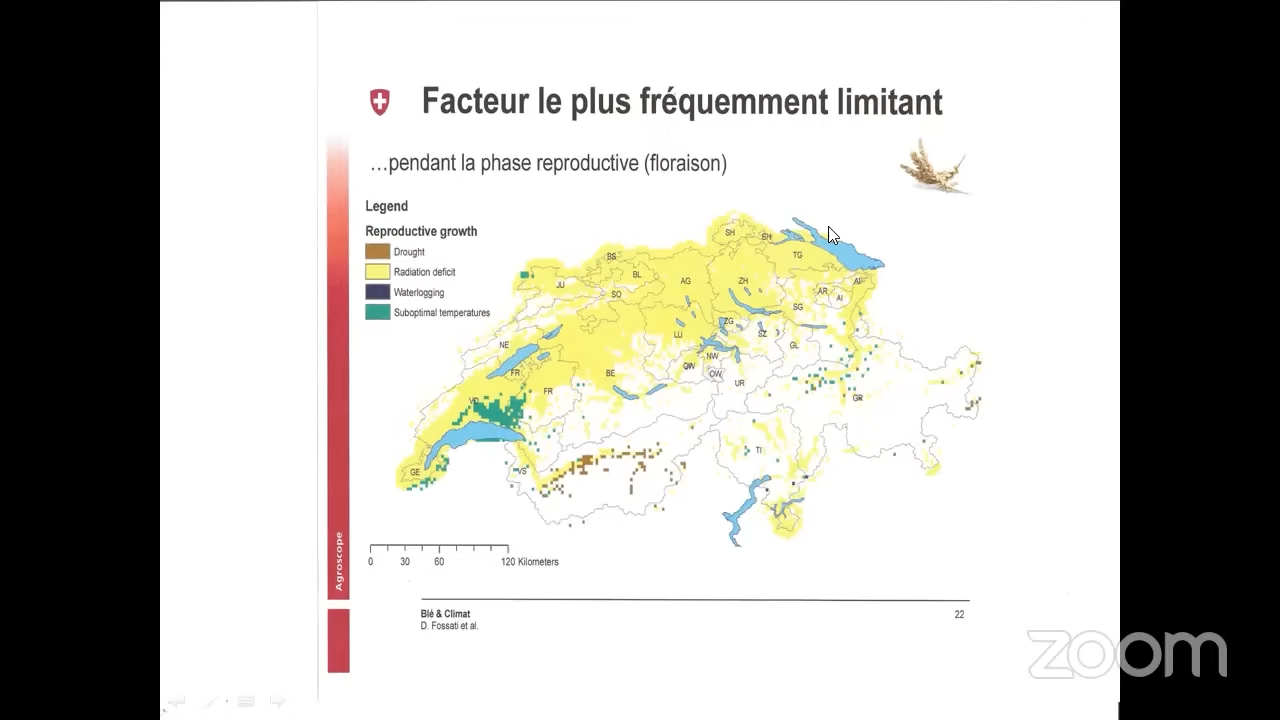 Facteur le plus fréquemment limitant
…pendant la phase reproductive (floraison)
Legend
Reproductive growth
Drought
Radiation deficit
Waterlogging
Suboptimal temperatures
SH
SH
BS
TG
BL
JU
AG
ZH
AI
SO
AR
AI
SG
ZG
LU
SZ
NE
GL
NW
OW
OW
FR
BE
UR
FR
GR
VD
TI
GE
VS
0 30 60 120 Kilometers
Agroscope
Blé & Climat
22
D. Fossati et al.
zoom